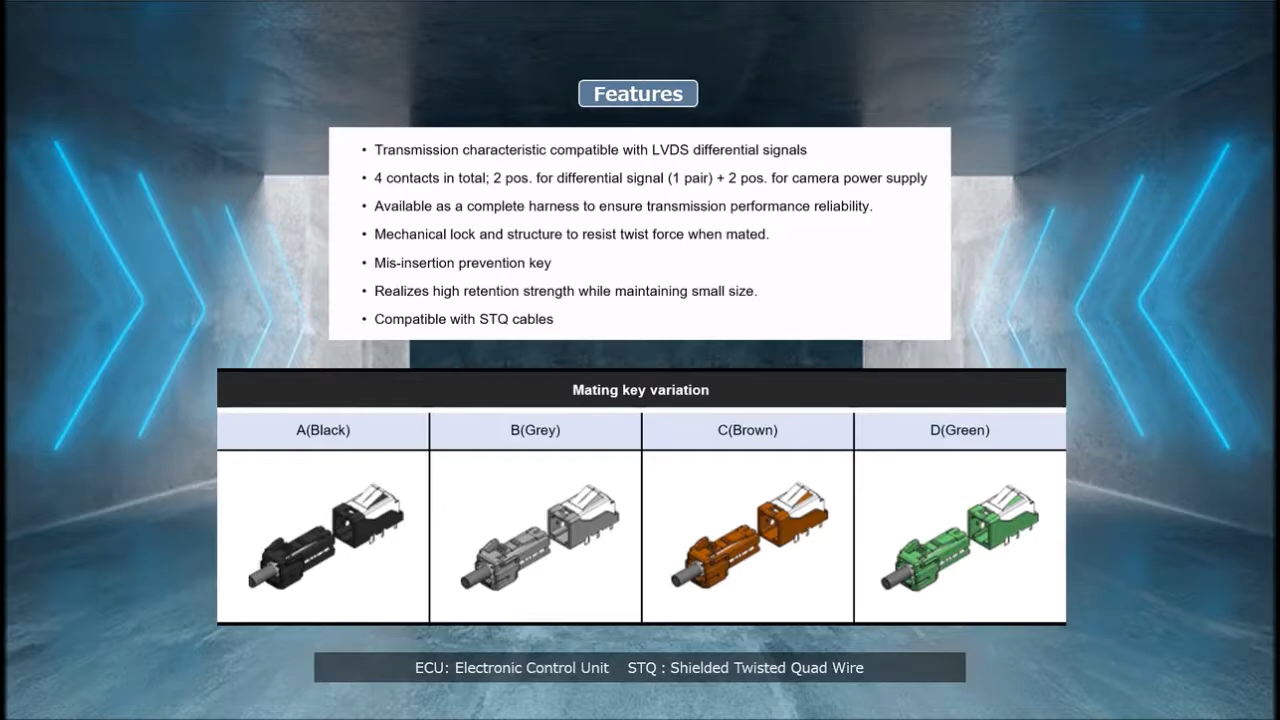 Features
• Transmission characteristic compatible with LVDS differential signals
• 4 contacts in total; 2 pos. for differential signal (1 pair) + 2 pos. for camera power supply
• Available as a complete harness to ensure transmission performance reliability.
• Mechanical lock and structure to resist twist force when mated.
• Mis-insertion prevention key
• Realizes high retention strength while maintaining small size.
• Compatible with STQ cables
Mating key variation
A(Black) B(Grey) C(Brown) D(Green)
ECU: Electronic Control Unit STQ : Shielded Twisted Quad Wire